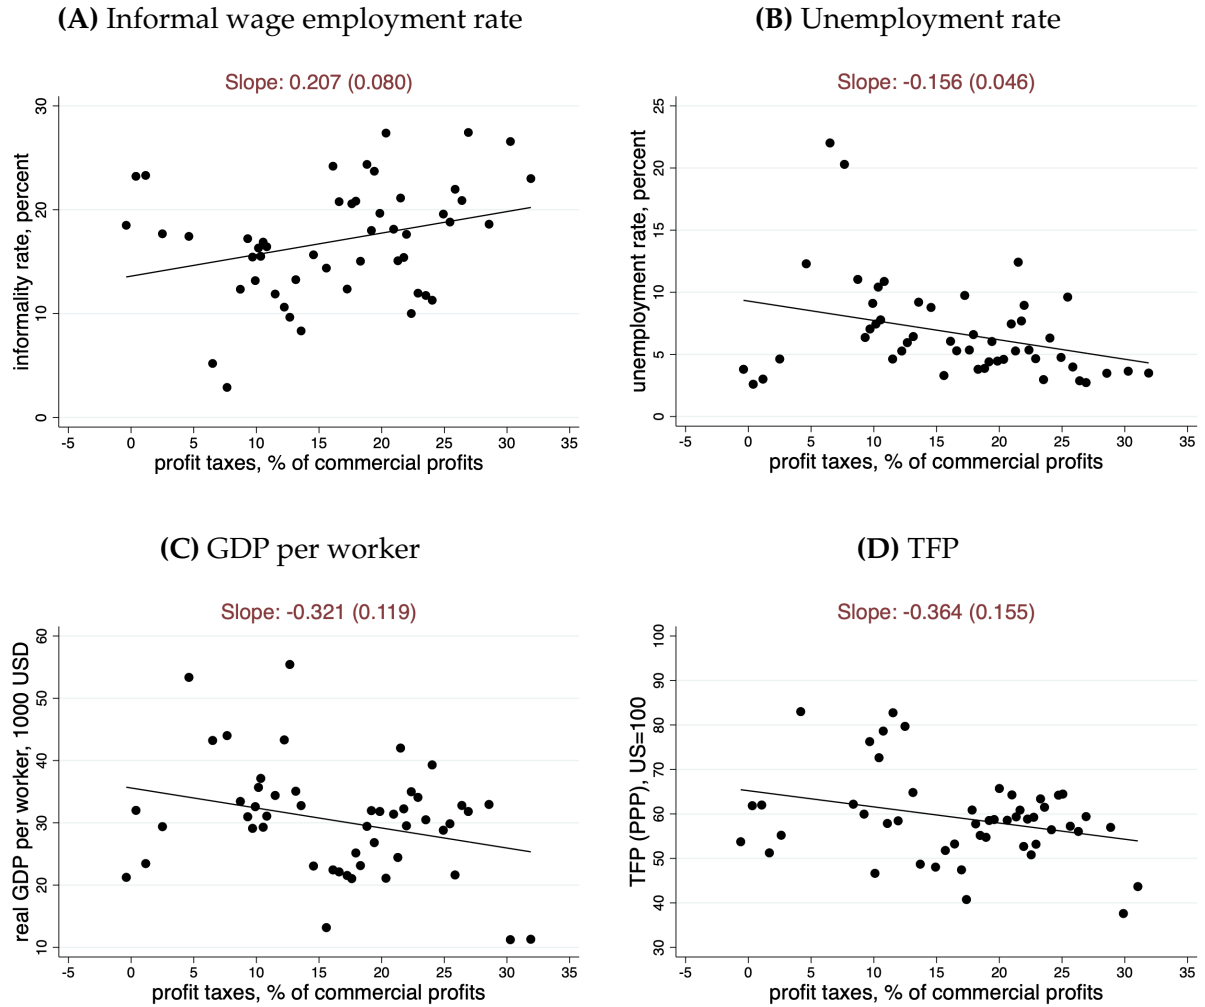 (A) Informal wage employment rate
Slope: 0.207 (0.080)
informality rate, percent
30
20
10
0
-5 0 5 10 15 20 25 30 35
profit taxes, % of commercial profits
(B) Unemployment rate
Slope: -0.156 (0.046)
unemployment rate, percent
25
20
15
10
5
0
-5 0 5 10 15 20 25 30 35
profit taxes, % of commercial profits
(C) GDP per worker
Slope: -0.321 (0.119)
real GDP per worker, 1000 USD
60
50
40
30
20
10
-5 0 5 10 15 20 25 30 35
profit taxes, % of commercial profits
(D) TFP
Slope: -0.364 (0.155)
TFP (PPP), US=100
100
90
80
70
60
50
40
30
-5 0 5 10 15 20 25 30 35
profit taxes, % of commercial profits